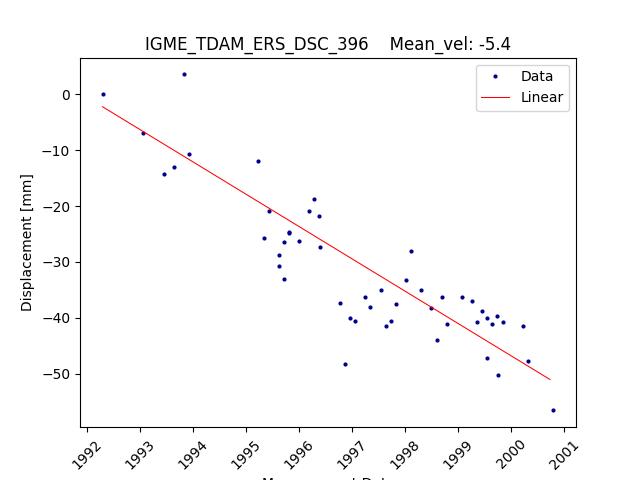 IGME_TDAM_ERS_DSC_396    Mean_vel: -5.4
Data
Linear
Displacement [mm]
0
−10
−20
−30
−40
−50
1992 1993 1994 1995 1996 1997 1998 1999 2000 2001